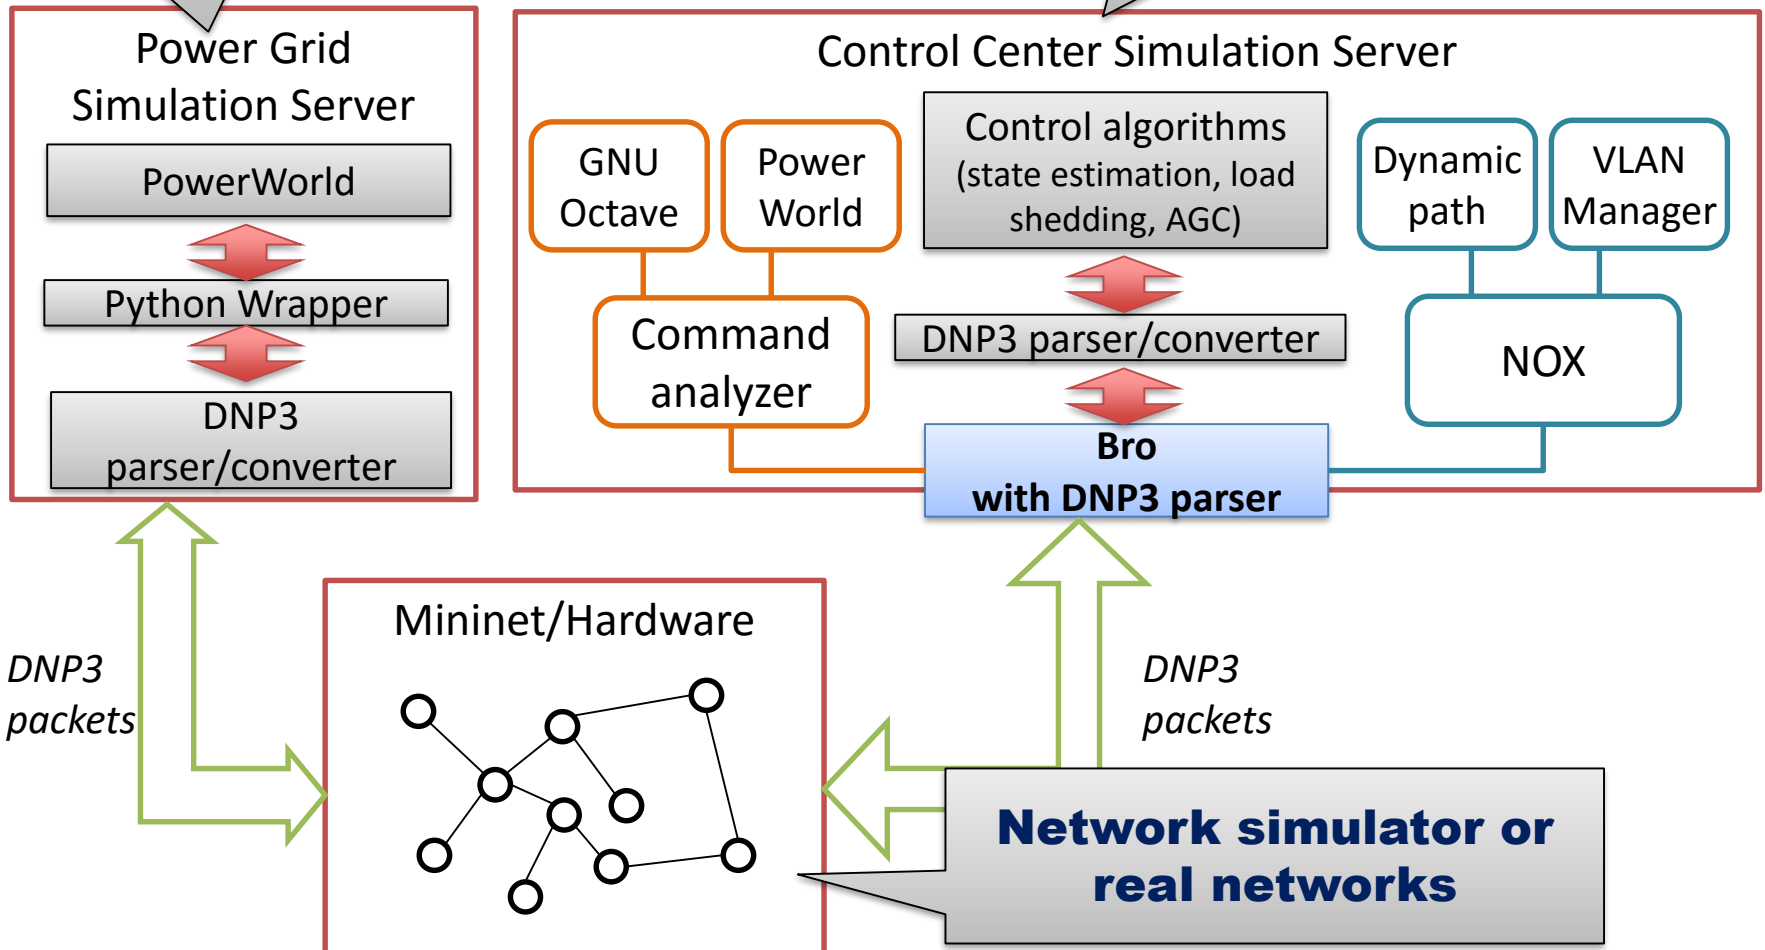 Power Grid
Simulation Server
PowerWorld
Python Wrapper
DNP3
parser/converter
Control Center Simulation Server
GNU
Octave
Power
World
Command
analyzer
Control algorithms
(state estimation, load
shedding, AGC)
DNP3 parser/converter
Bro
with DNP3 parser
Dynamic
path
VLAN
Manager
NOX
DNP3
packets
Mininet/Hardware
DNP3
packets
Network simulator or
real networks